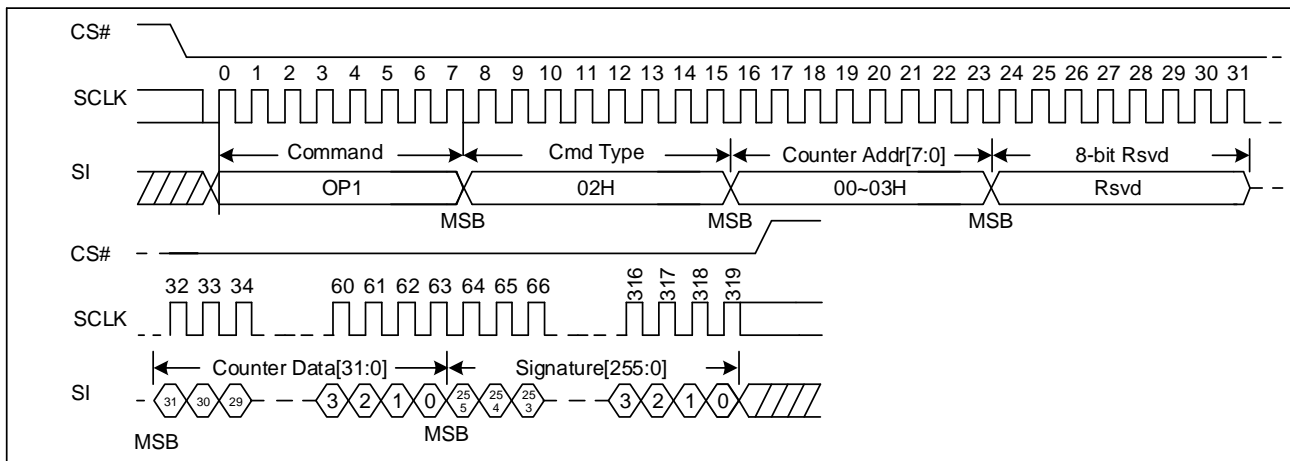 CS#
0 1 2 3 4 5 6 7 8 9 10 11 12 13 14 15 16 17 18 19 20 21 22 23 24 25 26 27 28 29 30 31
SCLK
Command Cmd Type Counter Addr[7:0] 8-bit Rsvd
SI
OP1 02H 00~03H Rsvd
MSB MSB MSB
CS#
32 33 34 60 61 62 63 64 65 66 316 317 318 319
SCLK
Counter Data[31:0] Signature[255:0]
SI
31 30 29 3 2 1 0 255 254 253 3 2 1 0
MSB MSB